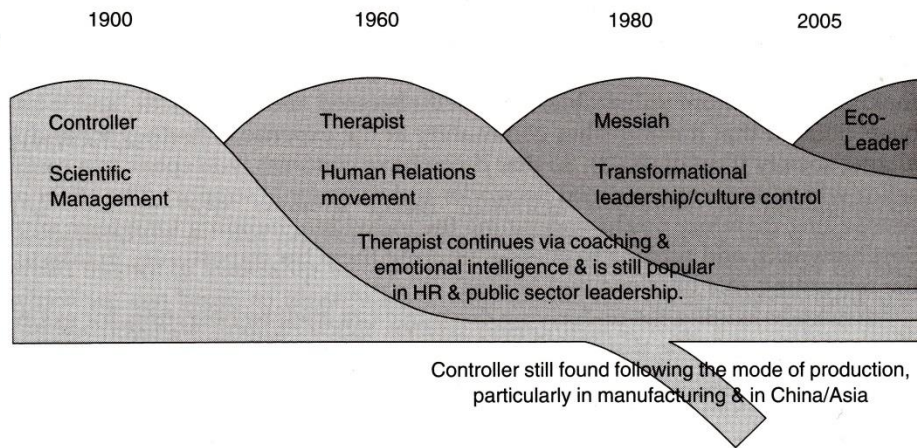 1900 1960 1980 2005
Controller Therapist Messiah Eco-
Leader
Scientific
Management
Human Relations
movement
Transformational
leadership/culture control
Therapist continues via coaching &
emotional intelligence & is still popular
in HR & public sector leadership.
Controller still found following the mode of production,
particularly in manufacturing & in China/Asia